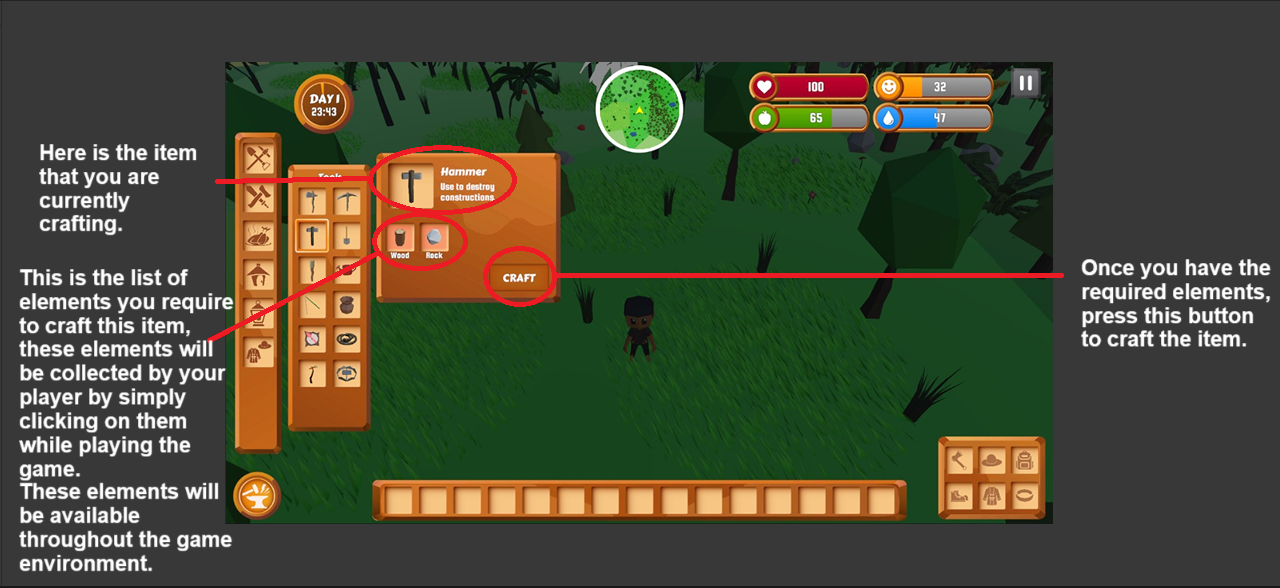 Here is the item
that you are
currently
crafting.
This is the list of
elements you require
to craft this item,
these elements will
be collected by your
player by simply
clicking on them
while playing the
game.
These elements will
be available
throughout the game
environment.
DAY 1
23:43
100
32
65
47
Hammer
Use to destroy
constructions
Wood Rock
CRAFT
Once you have the
required elements,
press this button
to craft the item.